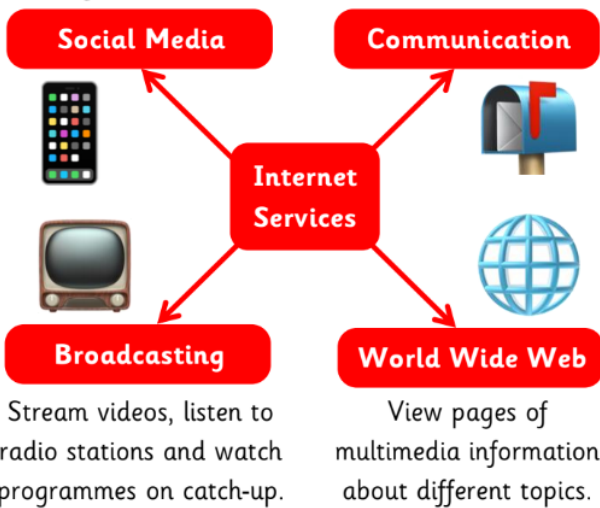 Social Media
Communication
Internet
Services
Broadcasting
World Wide Web
Stream videos, listen to
radio stations and watch
programmes on catch-up.
View pages of
multimedia information
about different topics.